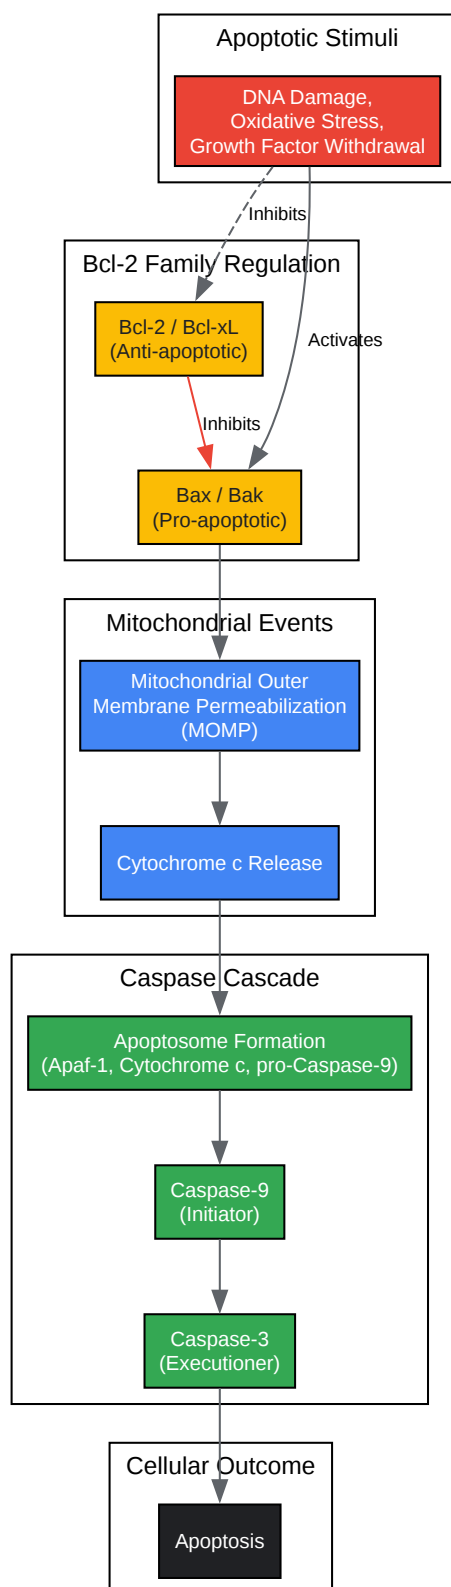 Apoptotic Stimuli
DNA Damage,
Oxidative Stress,
Growth Factor Withdrawal
Inhibits
Bcl-2 Family Regulation
Bcl-2 / Bcl-xL
(Anti-apoptotic)
Activates
Inhibits
Bax / Bak
(Pro-apoptotic)
Mitochondrial Events
Mitochondrial Outer
Membrane Permeabilization
(MOMP)
Cytochrome c Release
Caspase Cascade
Apoptosome Formation
(Apaf-1, Cytochrome c, pro-Caspase-9)
Caspase-9
(Initiator)
Caspase-3
(Executioner)
Cellular Outcome
Apoptosis